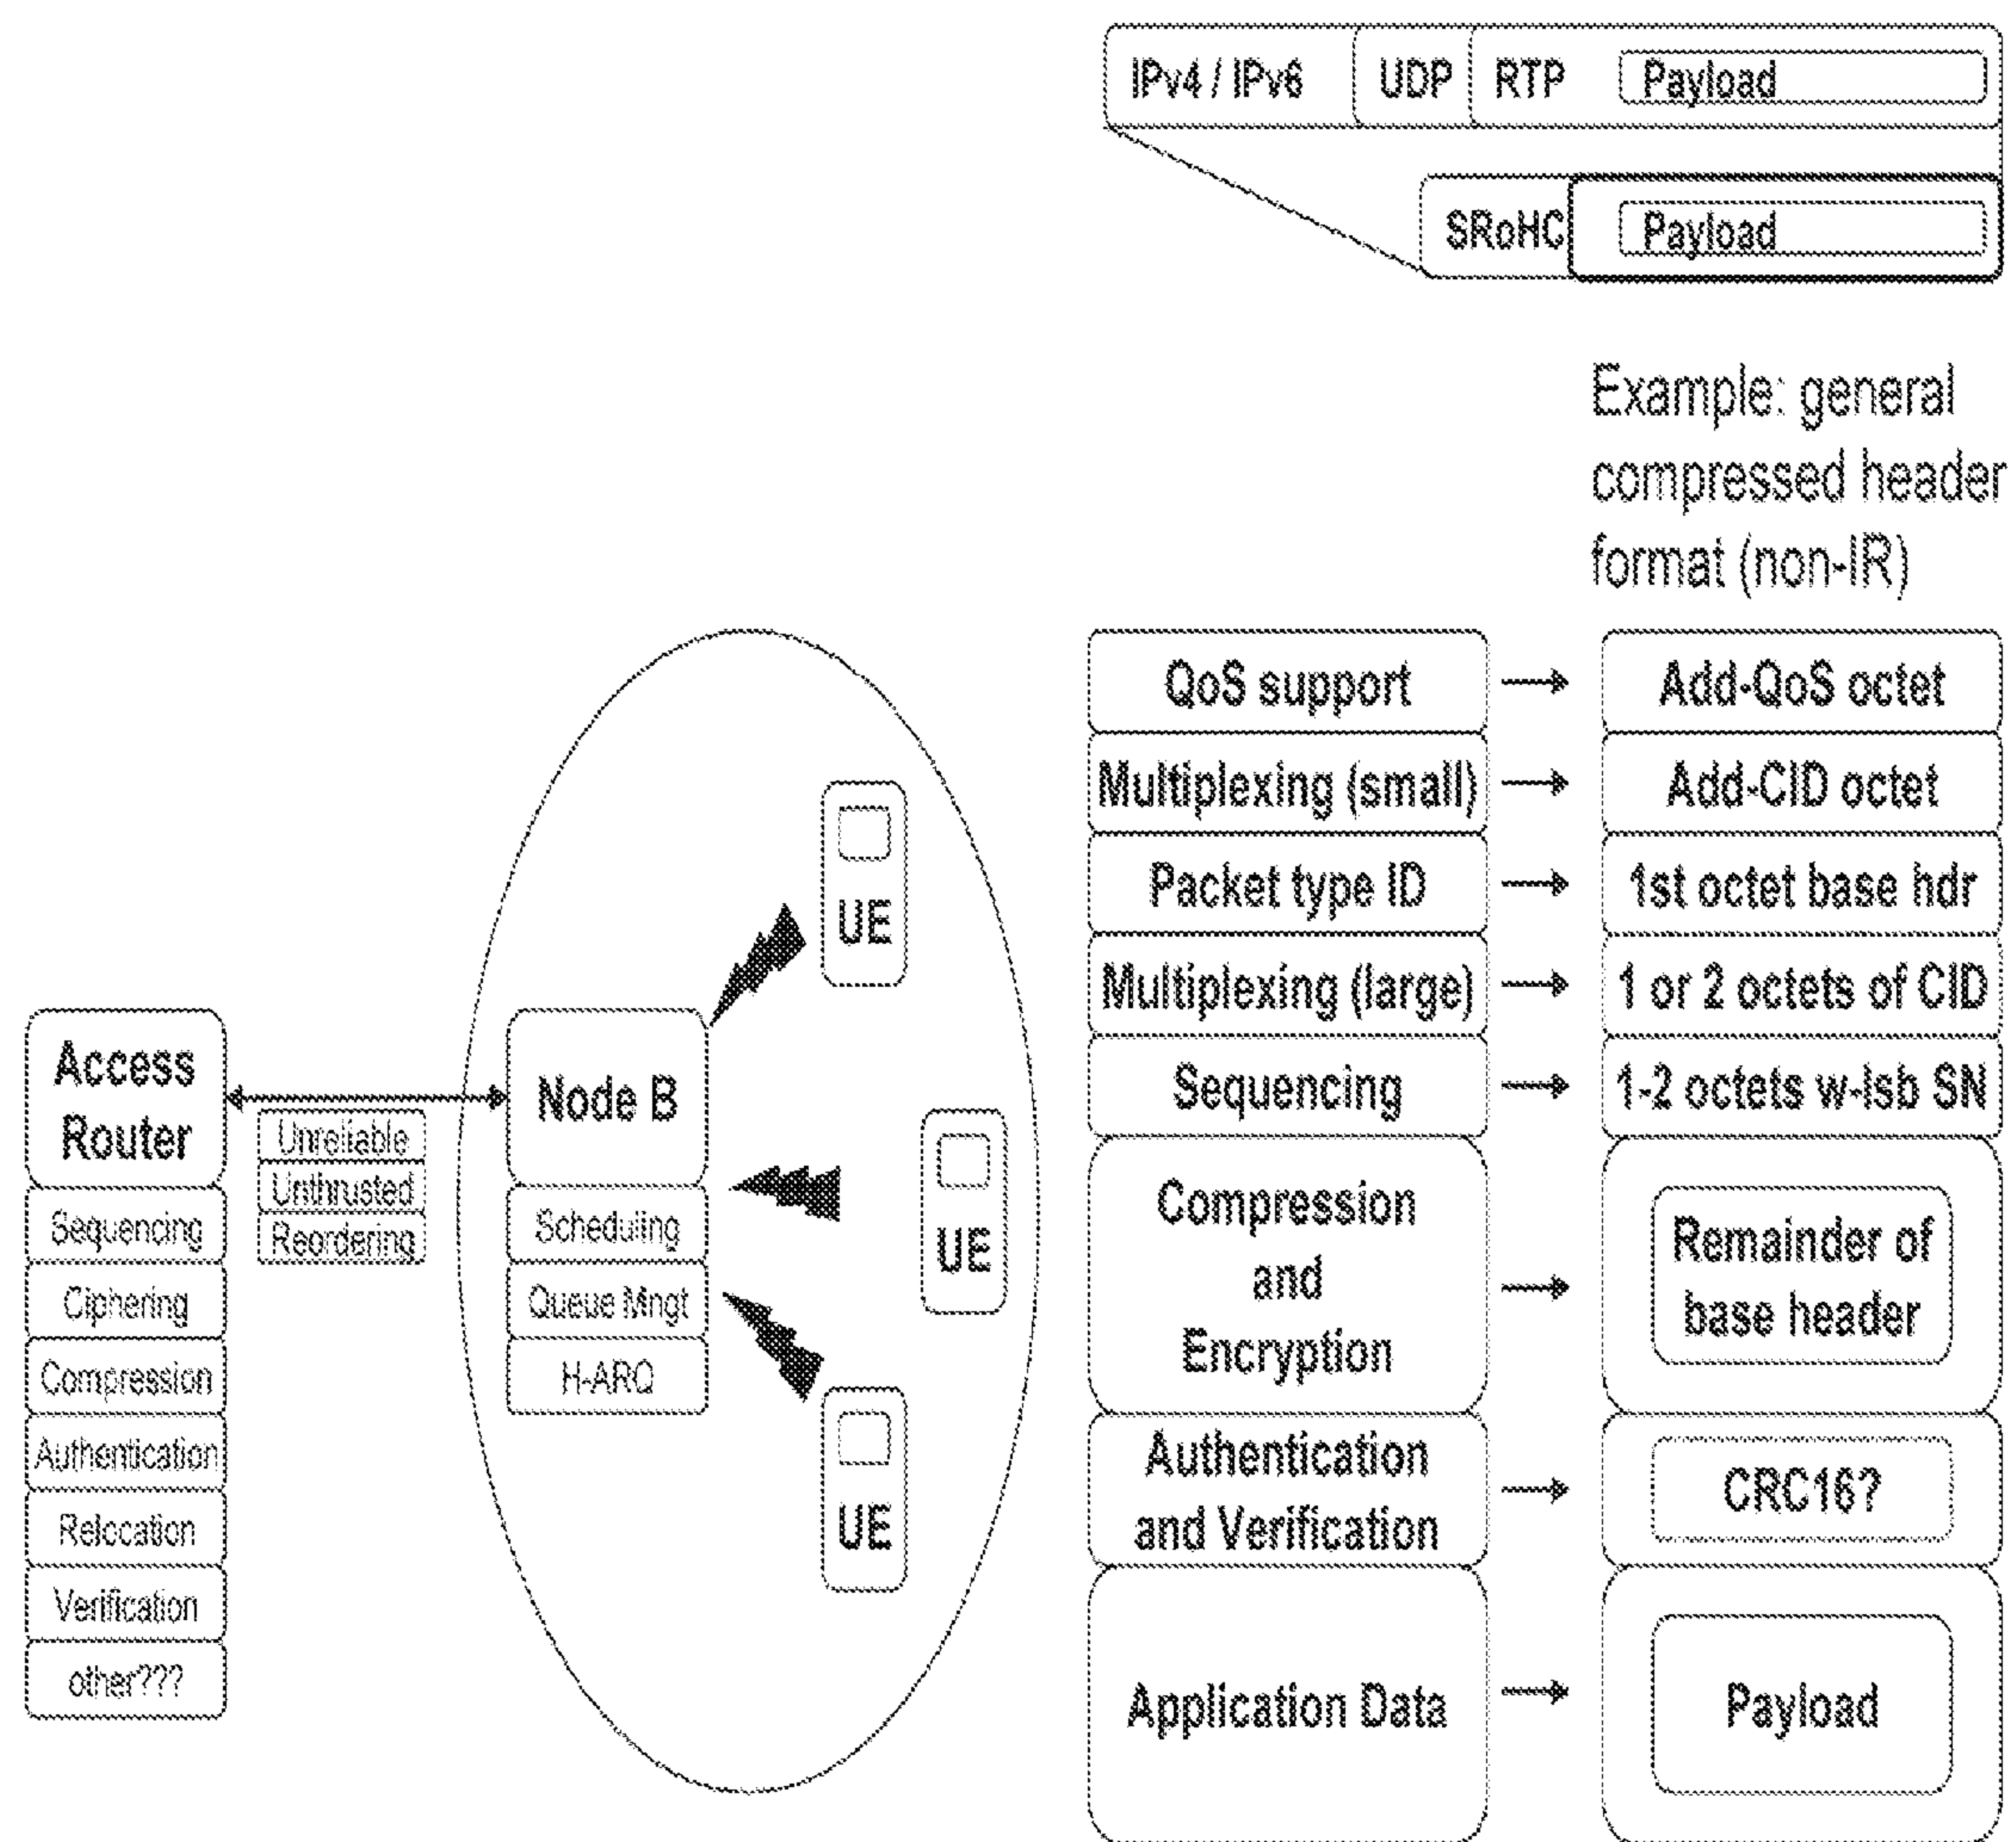 IPv4 / IPv6 UDP RTP Payload
SRoHC Payload
Example: general
compressed header
format (non-IR)
QoS support
Add-QoS octet
Multiplexing (small)
Add-CID octet
Packet type ID
1st octet base hdr
Multiplexing (large)
1 or 2 octets of CID
Sequencing
1-2 octets w-lsb SN
Compression
and
Encryption
Remainder of
base header
Authentication
and Verification
CRC16?
Application Data
Payload
Access
Router
Sequencing
Ciphering
Compression
Authentication
Relocation
Verification
other???
Unreliable
Unthrusted
Reordering
Node B
Scheduling
Queue Mngt
H-ARQ
UE
UE
UE